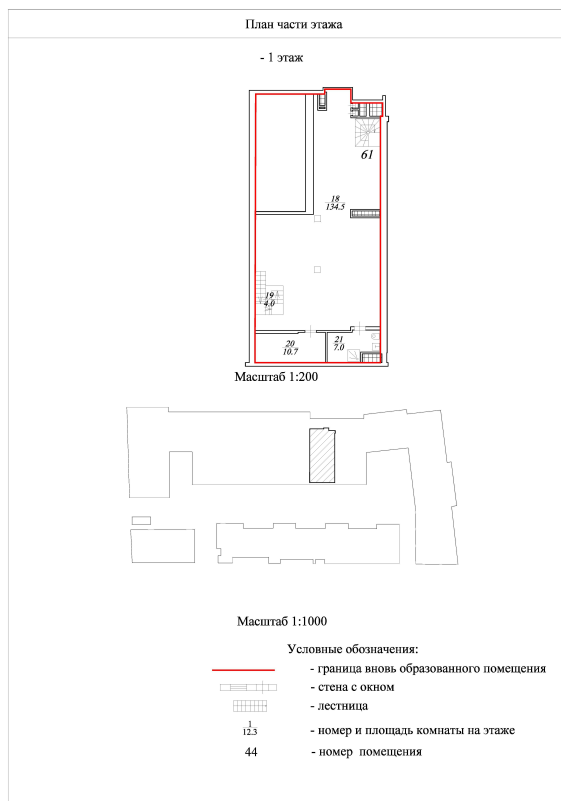 План части этажа
- 1 этаж
61
18
134.5
19
4.0
20
10.7
21
7.0
Масштаб 1:200
Масштаб 1:1000
Условные обозначения:
- граница вновь образованного помещения
- стена с окном
- лестница
1
12.3
- номер и площадь комнаты на этаже
44
- номер помещения